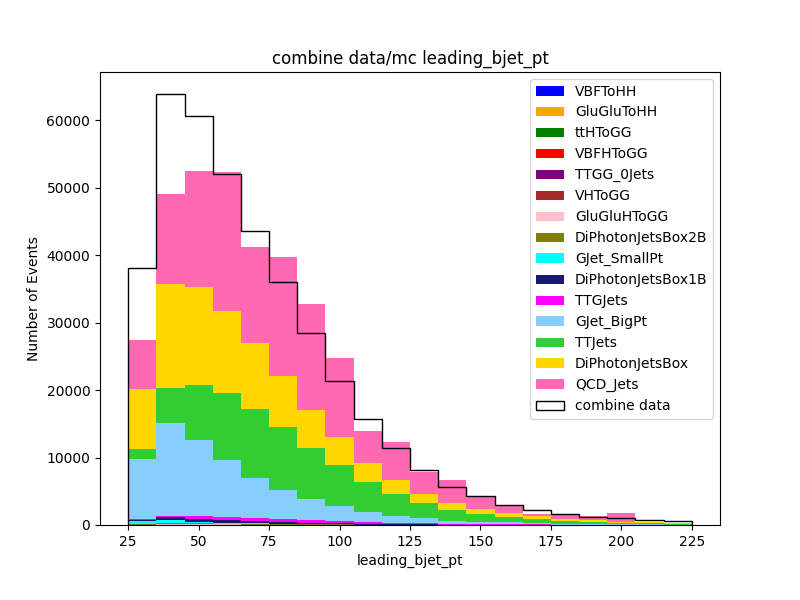 combine data/mc leading_bjet_pt
Number of Events
60000
50000
40000
30000
20000
10000
0
25
50
75
100
125
150
175
200
225
leading_bjet_pt
VBFToHH
GluGluToHH
ttHToGG
VBFHToGG
TTGG_0Jets
VHToGG
GluGluHToGG
DiPhotonJetsBox2B
GJet_SmallPt
DiPhotonJetsBox1B
TTGJets
GJet_BigPt
TTJets
DiPhotonJetsBox
QCD_Jets
combine data